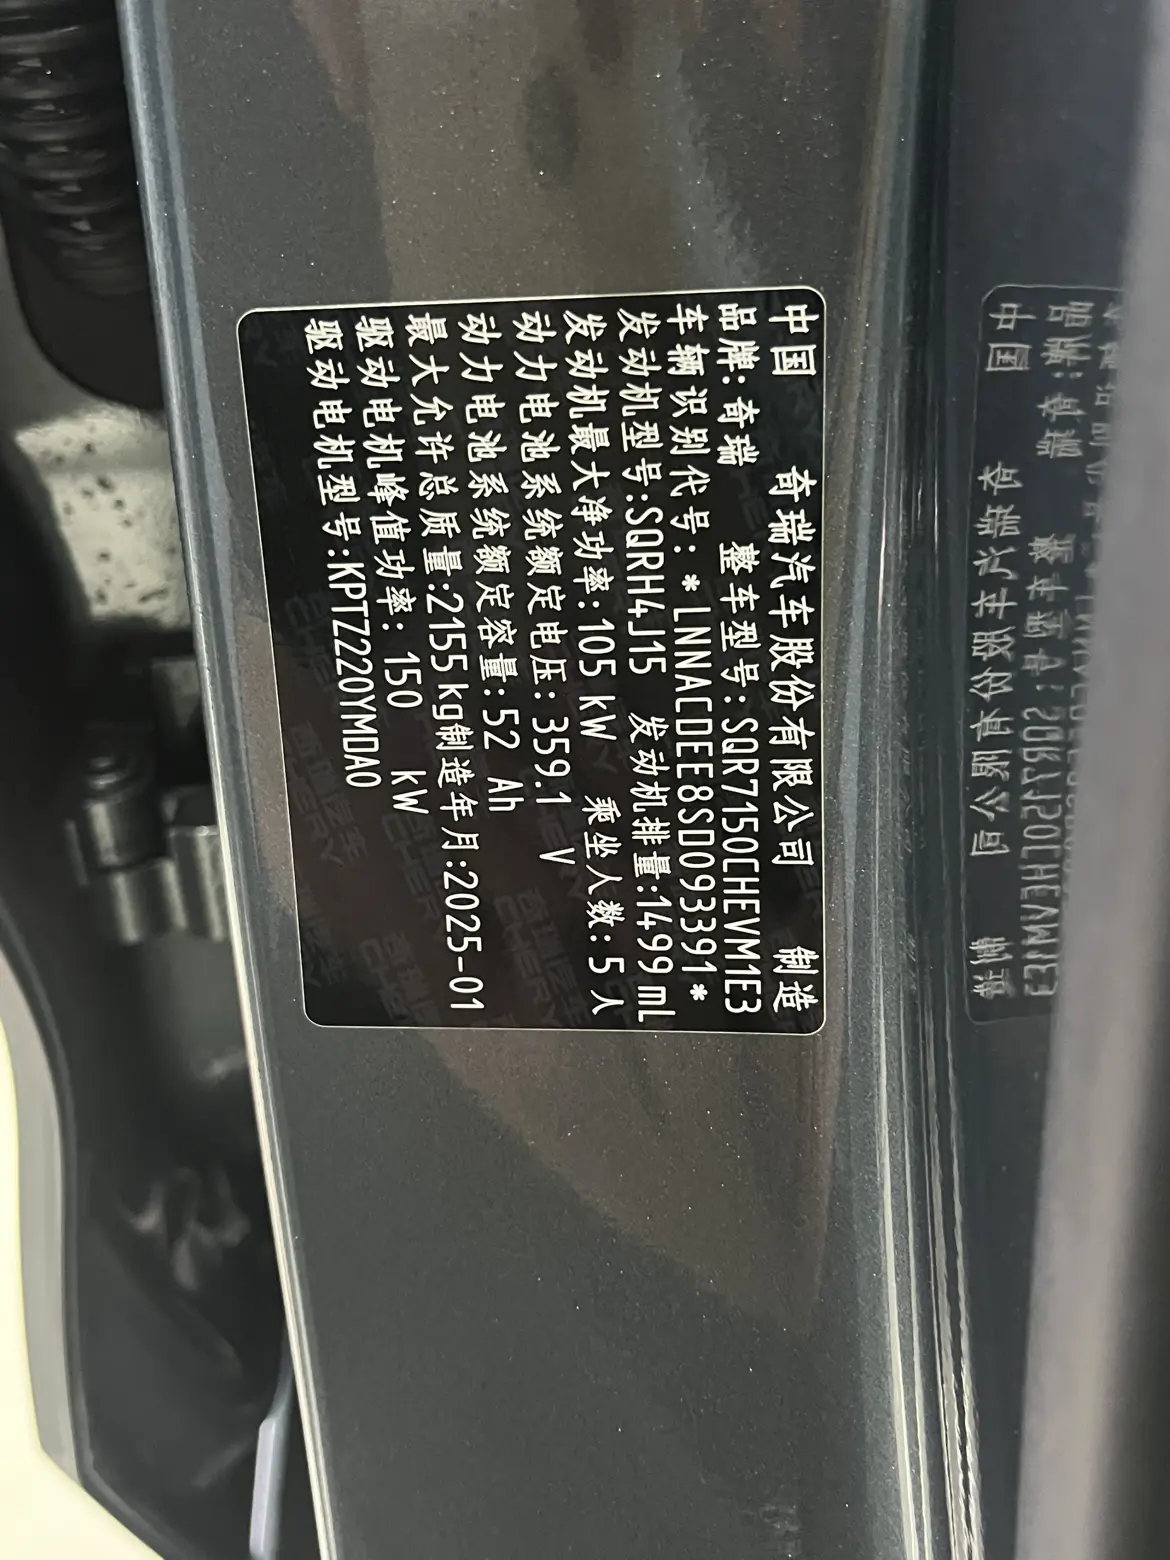 中国 奇瑞汽车股份有限公司 制造
品牌:奇瑞 整车型号:SQR7150CHEVM1E3
车辆识别代号:*LNNACDEE8SD093391*
发动机型号:SQRH4J15 发动机排量:1499mL
发动机最大净功率:105 kW 乘坐人数:5人
动力电池系统额定电压:359.1 V
动力电池系统额定容量:52 Ah
最大允许总质量:2155kg制造年月:2025-01
驱动电机峰值功率:150 kW
驱动电机型号:KPTZ220YMDA0